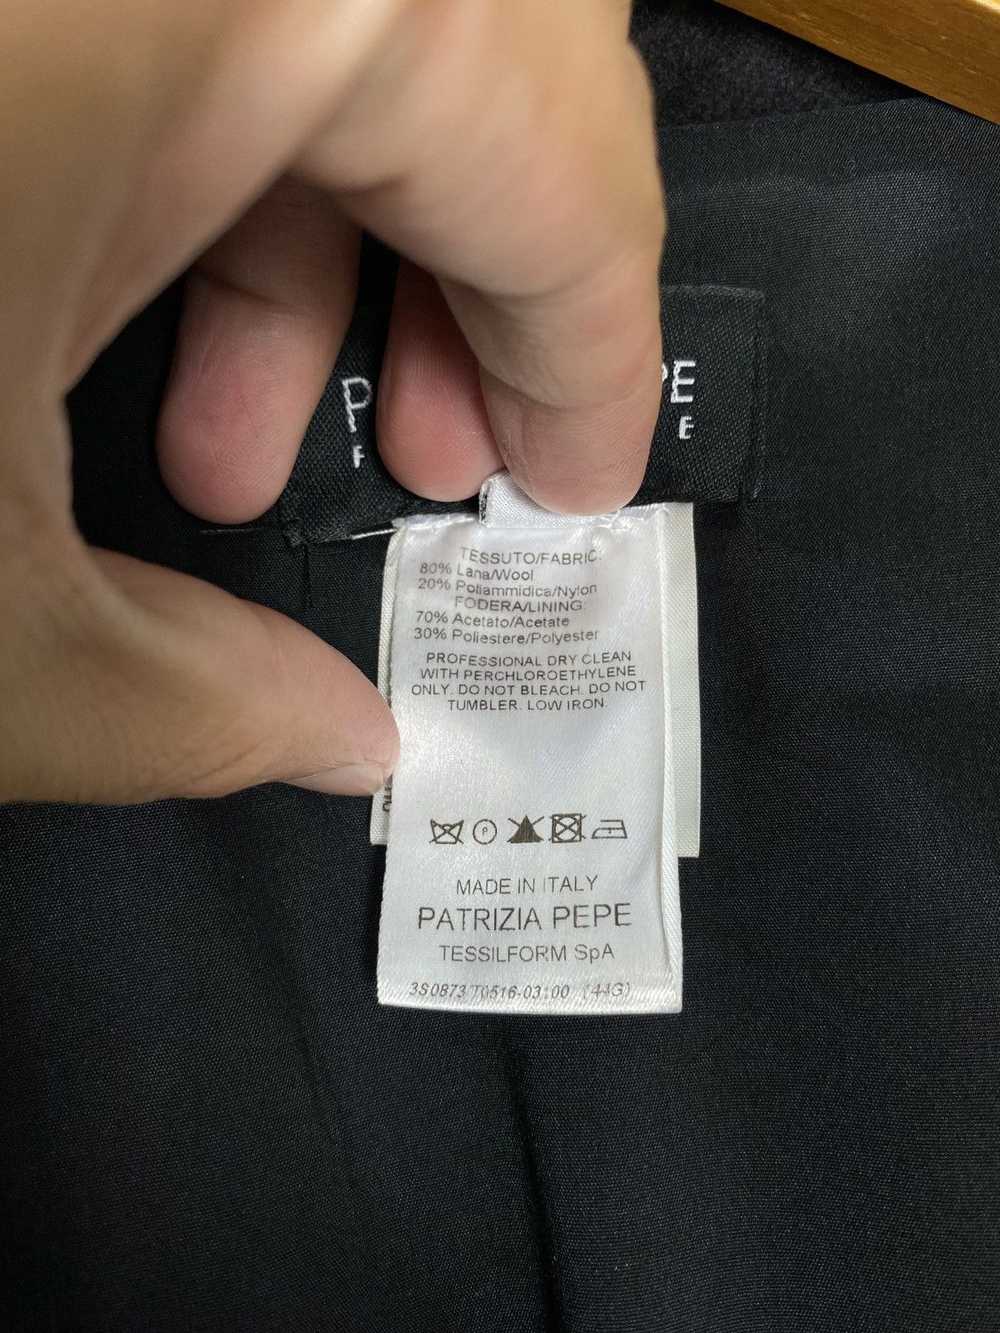 P
PE
F
E
TESSUTO/FABRIC:
80% Lana/Wool
20% Poliammidica/Nylon
FODERA/LINING:
70% Acetato/Acetate
30% Poliestere/Polyester
PROFESSIONAL DRY CLEAN
WITH PERCHLOROETHYLENE
ONLY. DO NOT BLEACH. DO NOT
TUMBLER. LOW IRON.
P
MADE IN ITALY
PATRIZIA PEPE
TESSILFORM SpA
3S0873/T0516-03100 (44G)